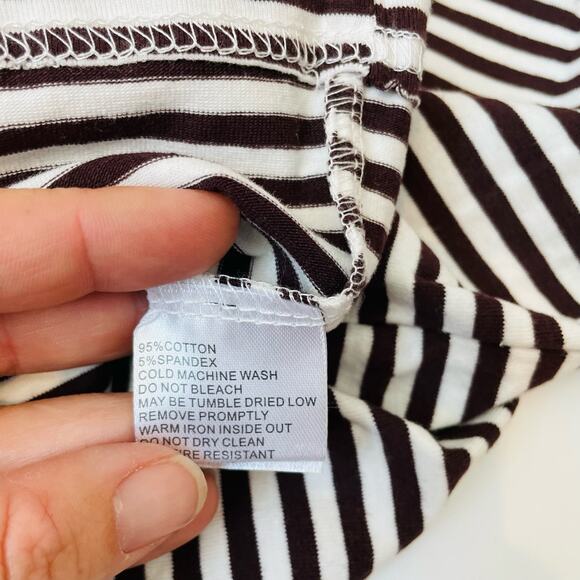 95%COTTON
5%SPANDEX
COLD MACHINE WASH
DO NOT BLEACH
MAY BE TUMBLE DRIED LOW
REMOVE PROMPTLY
WARM IRON INSIDE OUT
DO NOT DRY CLEAN
FIRE RESISTANT